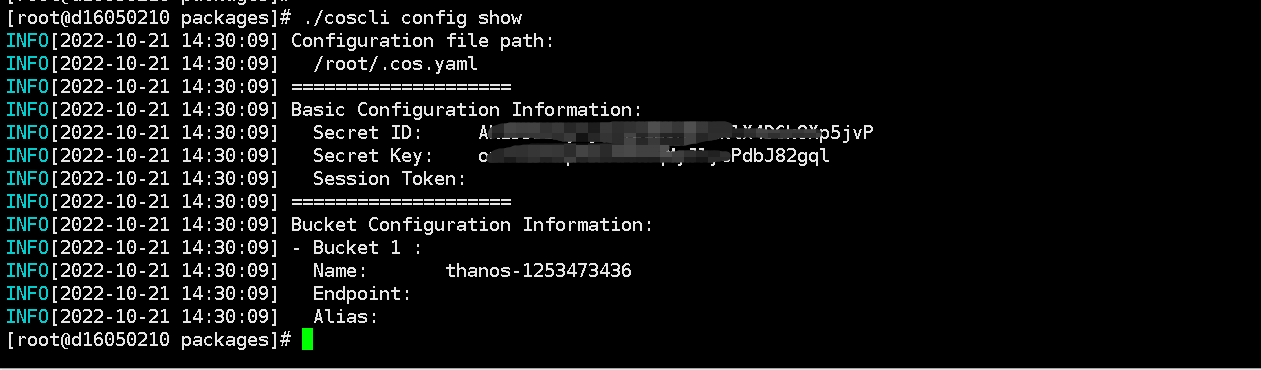 [root@d16050210 packages]# ./coscli config show
INFO[2022-10-21 14:30:09] Configuration file path:
INFO[2022-10-21 14:30:09]   /root/.cos.yaml
INFO[2022-10-21 14:30:09] ====================
INFO[2022-10-21 14:30:09] Basic Configuration Information:
INFO[2022-10-21 14:30:09]   Secret ID:
INFO[2022-10-21 14:30:09]   Secret Key:
INFO[2022-10-21 14:30:09]   Session Token:
INFO[2022-10-21 14:30:09] ====================
INFO[2022-10-21 14:30:09] Bucket Configuration Information:
INFO[2022-10-21 14:30:09] - Bucket 1 :
INFO[2022-10-21 14:30:09]   Name:       thanos-1253473436
INFO[2022-10-21 14:30:09]   Endpoint:
INFO[2022-10-21 14:30:09]   Alias:
[root@d16050210 packages]#